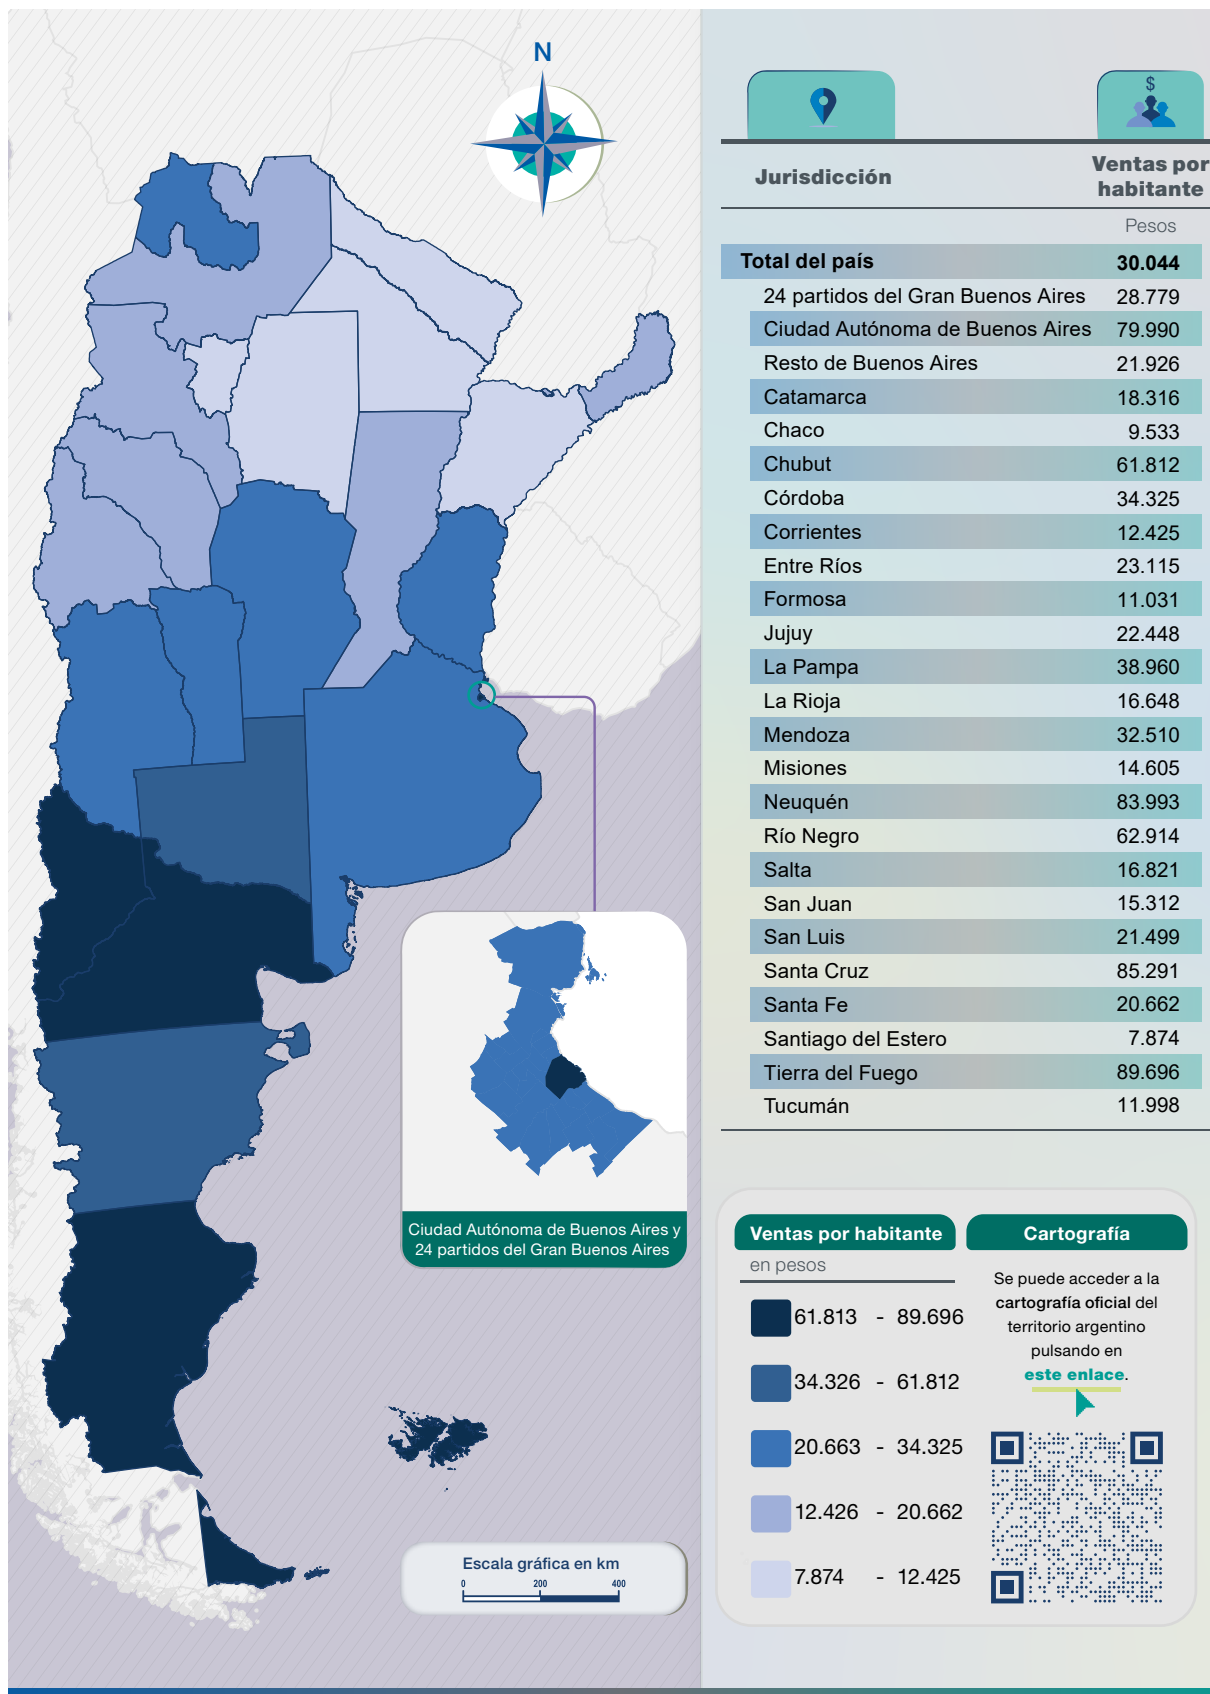 N
$
Jurisdicción
Ventas por
habitante
Pesos
Total del país 30.044
24 partidos del Gran Buenos Aires 28.779
Ciudad Autónoma de Buenos Aires 79.990
Resto de Buenos Aires 21.926
Catamarca 18.316
Chaco 9.533
Chubut 61.812
Córdoba 34.325
Corrientes 12.425
Entre Ríos 23.115
Formosa 11.031
Jujuy 22.448
La Pampa 38.960
La Rioja 16.648
Mendoza 32.510
Misiones 14.605
Neuquén 83.993
Río Negro 62.914
Salta 16.821
San Juan 15.312
San Luis 21.499
Santa Cruz 85.291
Santa Fe 20.662
Santiago del Estero 7.874
Tierra del Fuego 89.696
Tucumán 11.998
Ciudad Autónoma de Buenos Aires y
24 partidos del Gran Buenos Aires
Ventas por habitante
en pesos
61.813 - 89.696
34.326 - 61.812
20.663 - 34.325
12.426 - 20.662
7.874 - 12.425
Cartografía
Se puede acceder a la
cartografía oficial del
territorio argentino
pulsando en
este enlace.
Escala gráfica en km
0 200 400